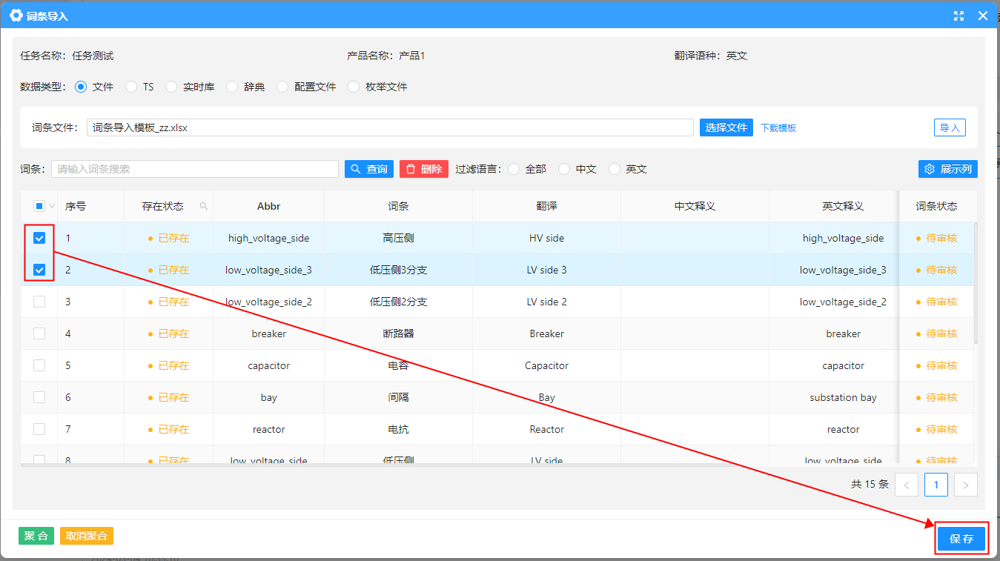 词条导入
任务名称：任务测试 产品名称：产品1 翻译语种：英文
数据类型： 文件 TS 实时库 辞典 配置文件 枚举文件
词条文件： 词条导入模板_zz.xlsx 选择文件 下载模板 导入
词条： 请输入词条搜索 查询 删除 过滤语言： 全部 中文 英文 展示列
序号 存在状态 Abbr 词条 翻译 中文释义 英文释义 词条状态
1 已存在 high_voltage_side 高压侧 HV side high_voltage_side 待审核
2 已存在 low_voltage_side_3 低压侧3分支 LV side 3 low_voltage_side_3 待审核
3 已存在 low_voltage_side_2 低压侧2分支 LV side 2 low_voltage_side_2 待审核
4 已存在 breaker 断路器 Breaker breaker 待审核
5 已存在 capacitor 电容 Capacitor capacitor 待审核
6 已存在 bay 间隔 Bay substation bay 待审核
7 已存在 reactor 电抗 Reactor reactor 待审核
8 已存在 low_voltage_side 低压侧 LV side low_voltage_side 待审核
共 15 条 < 1 >
聚合 取消聚合 保存